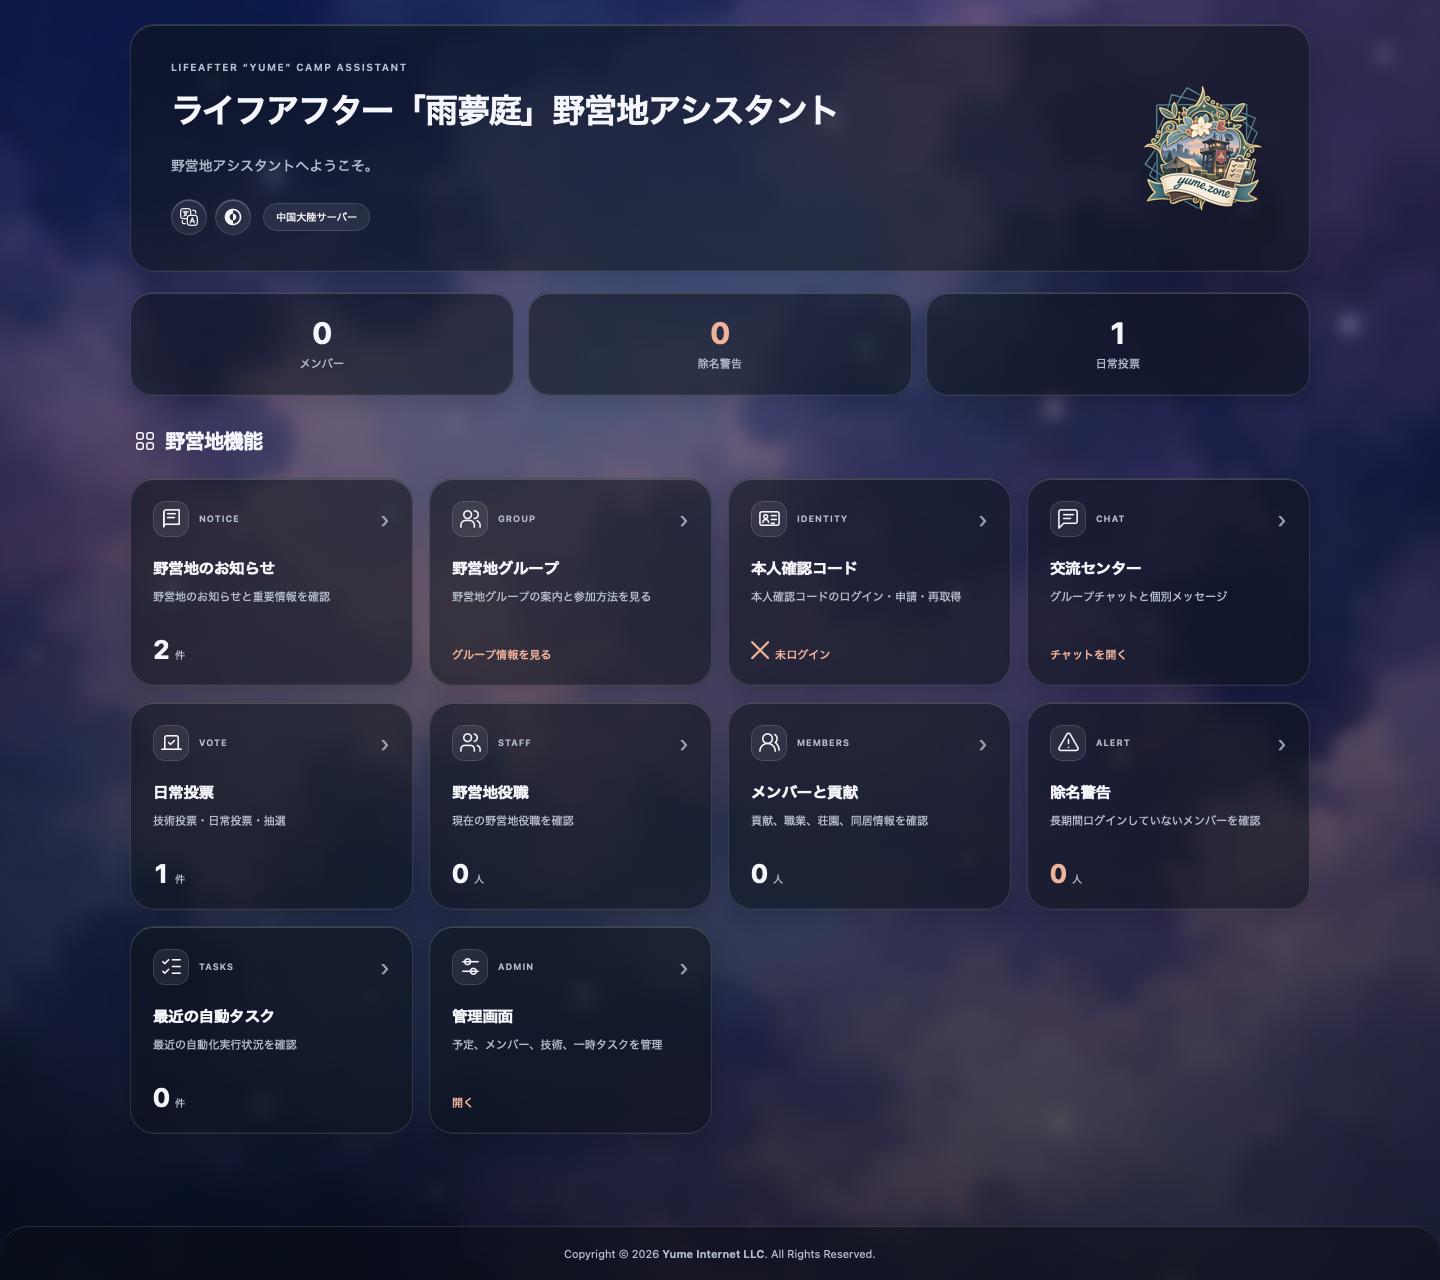 LIFEAFTER “YUME” CAMP ASSISTANT
ライフアフター「雨夢庭」野営地アシスタント
野営地アシスタントへようこそ。
中国大陸サーバー
yume.zone
0
メンバー
0
除名警告
1
日常投票
野営地機能
NOTICE
野営地のお知らせ
野営地のお知らせと重要情報を確認
2 件
GROUP
野営地グループ
野営地グループの案内と参加方法を見る
グループ情報を見る
IDENTITY
本人確認コード
本人確認コードのログイン・申請・再取得
未ログイン
CHAT
交流センター
グループチャットと個別メッセージ
チャットを開く
VOTE
日常投票
技術投票・日常投票・抽選
1 件
STAFF
野営地役職
現在の野営地役職を確認
0 人
MEMBERS
メンバーと貢献
貢献、職業、荘園、同居情報を確認
0 人
ALERT
除名警告
長期間ログインしていないメンバーを確認
0 人
TASKS
最近の自動タスク
最近の自動化実行状況を確認
0 件
ADMIN
管理画面
予定、メンバー、技術、一時タスクを管理
開く
Copyright © 2026 Yume Internet LLC. All Rights Reserved.